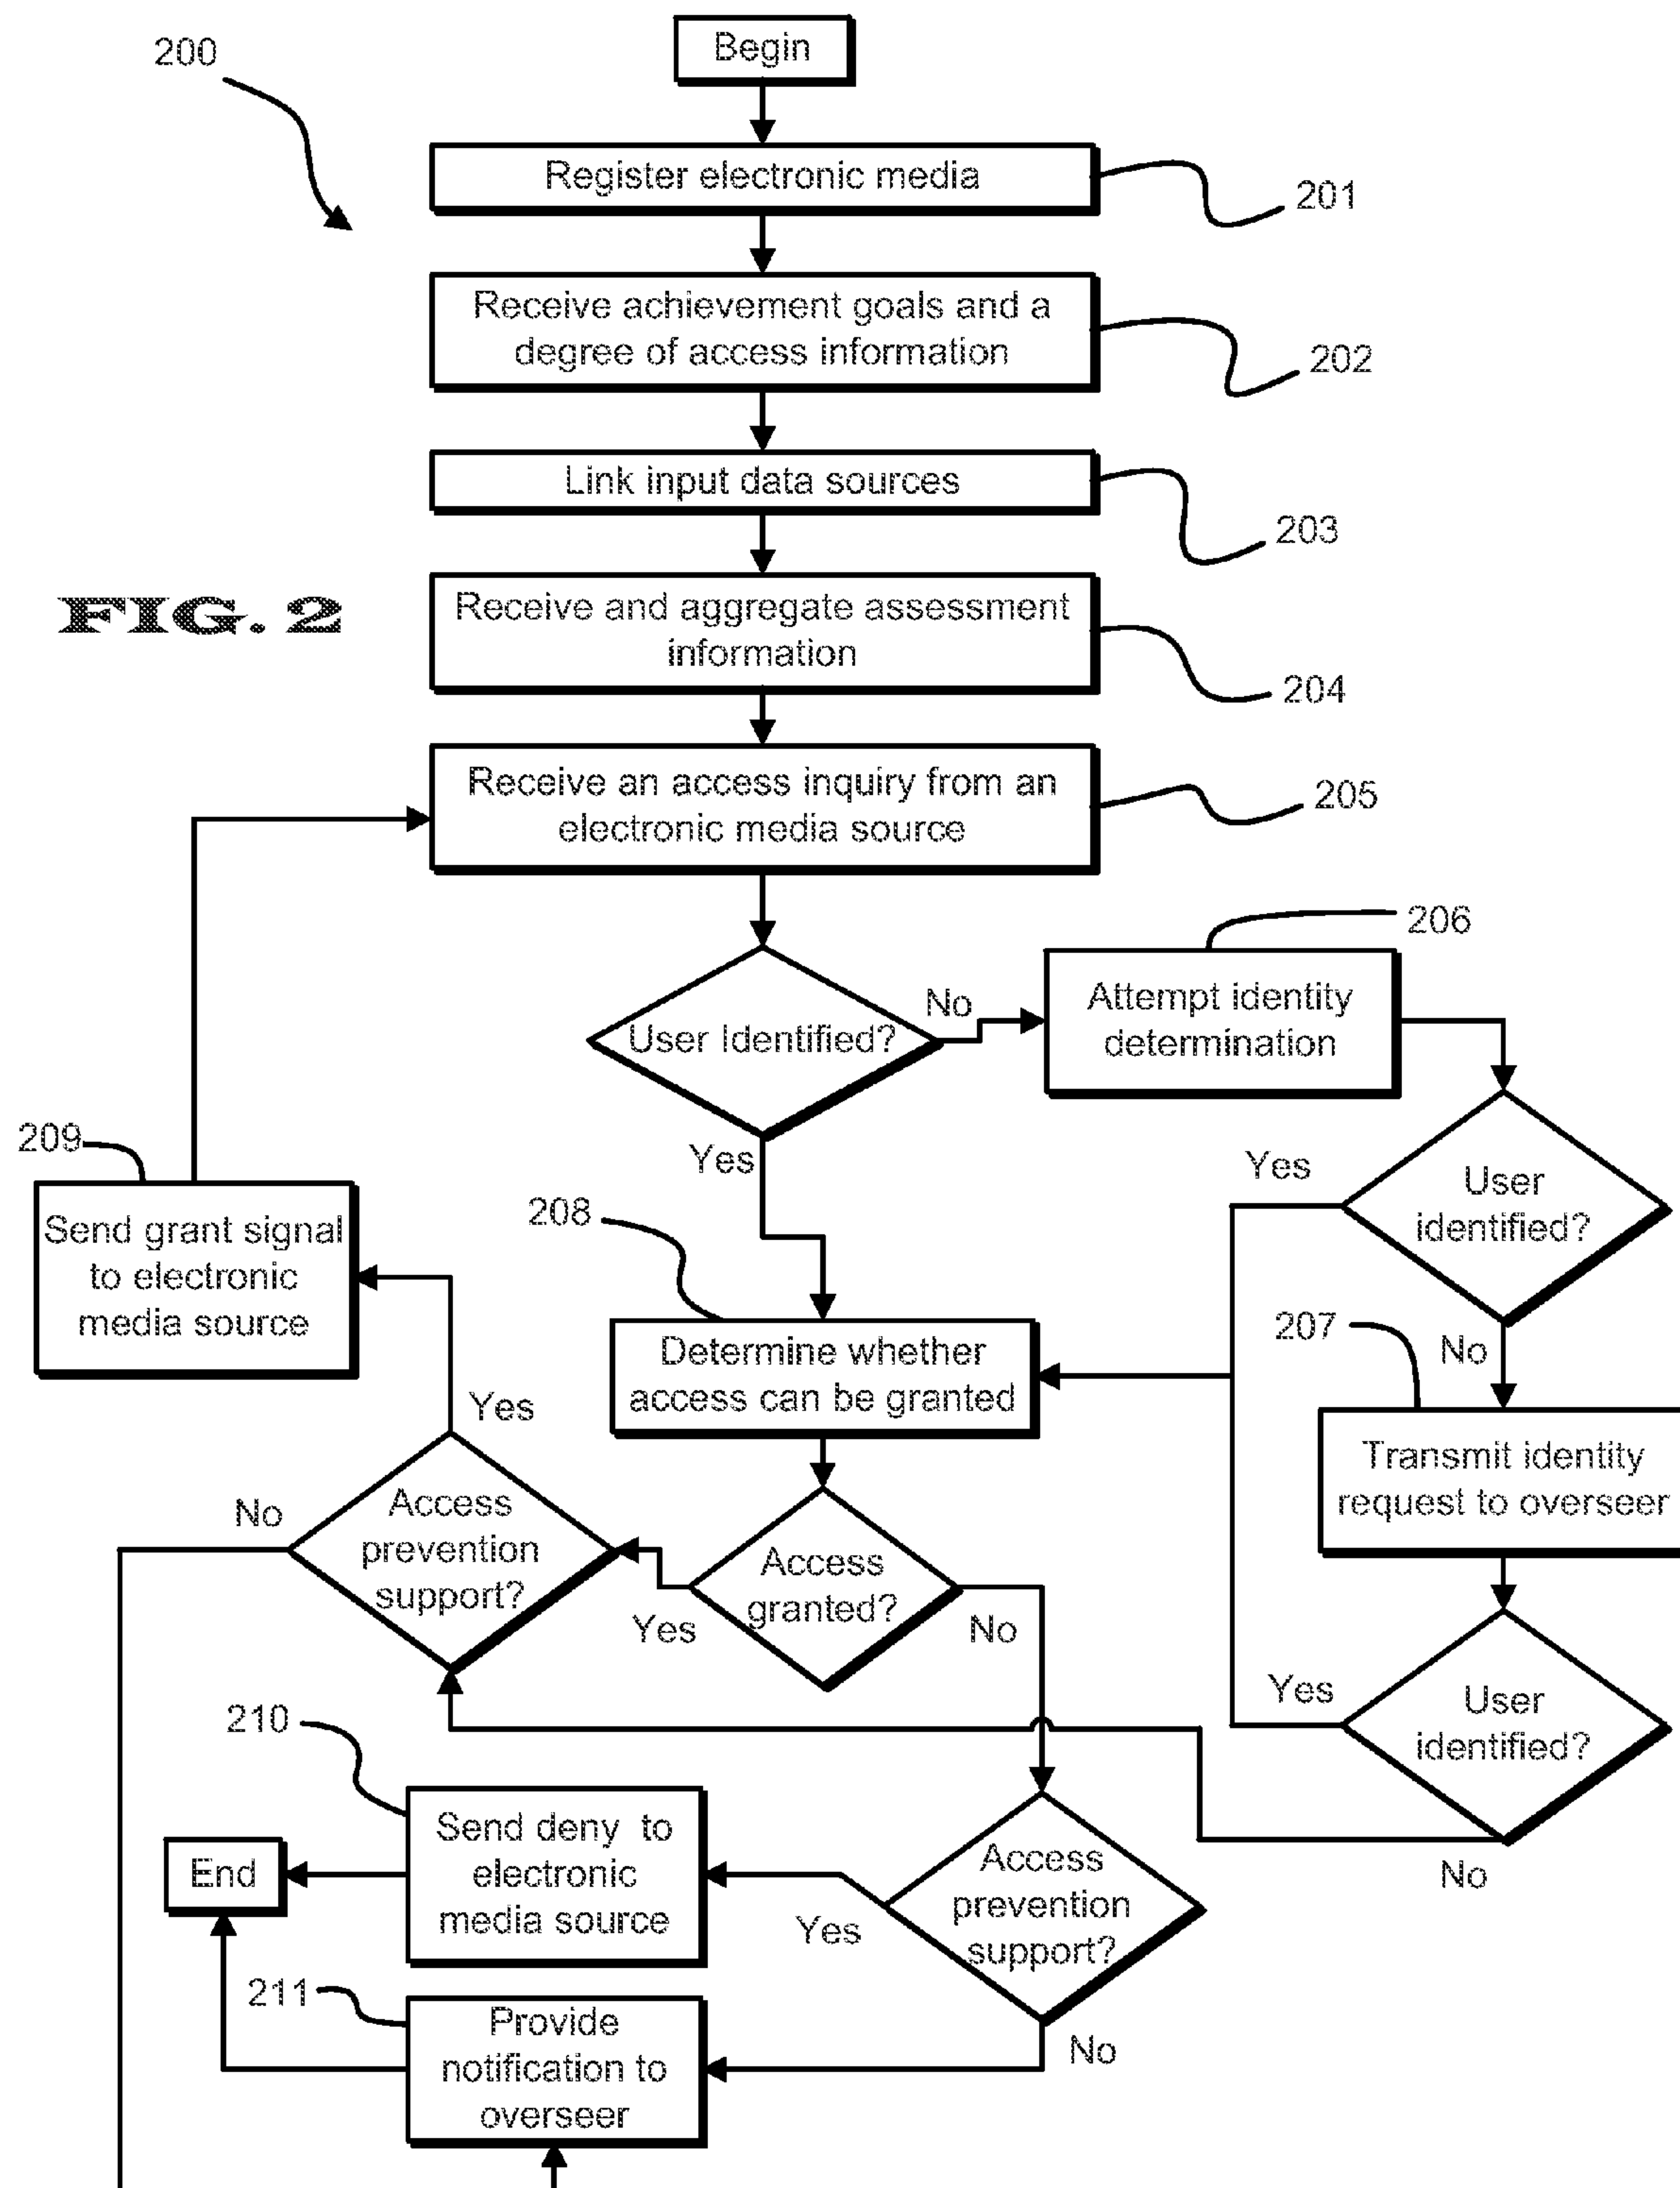 200
Begin
Register electronic media
201
Receive achievement goals and a
degree of access information
202
Link input data sources
203
FIG. 2
Receive and aggregate assessment
information
204
Receive an access inquiry from an
electronic media source
205
206
User Identified?
No
Attempt identity
determination
Yes
209
Send grant signal
to electronic
media source
208
Yes
User
identified?
207
No
Determine whether
access can be granted
Yes
Transmit identity
request to overseer
No
Access
prevention
support?
Access
granted?
Yes
No
Yes
User
identified?
No
210
Send deny to
electronic
media source
End
Access
prevention
support?
Yes
211
Provide
notification to
overseer
No